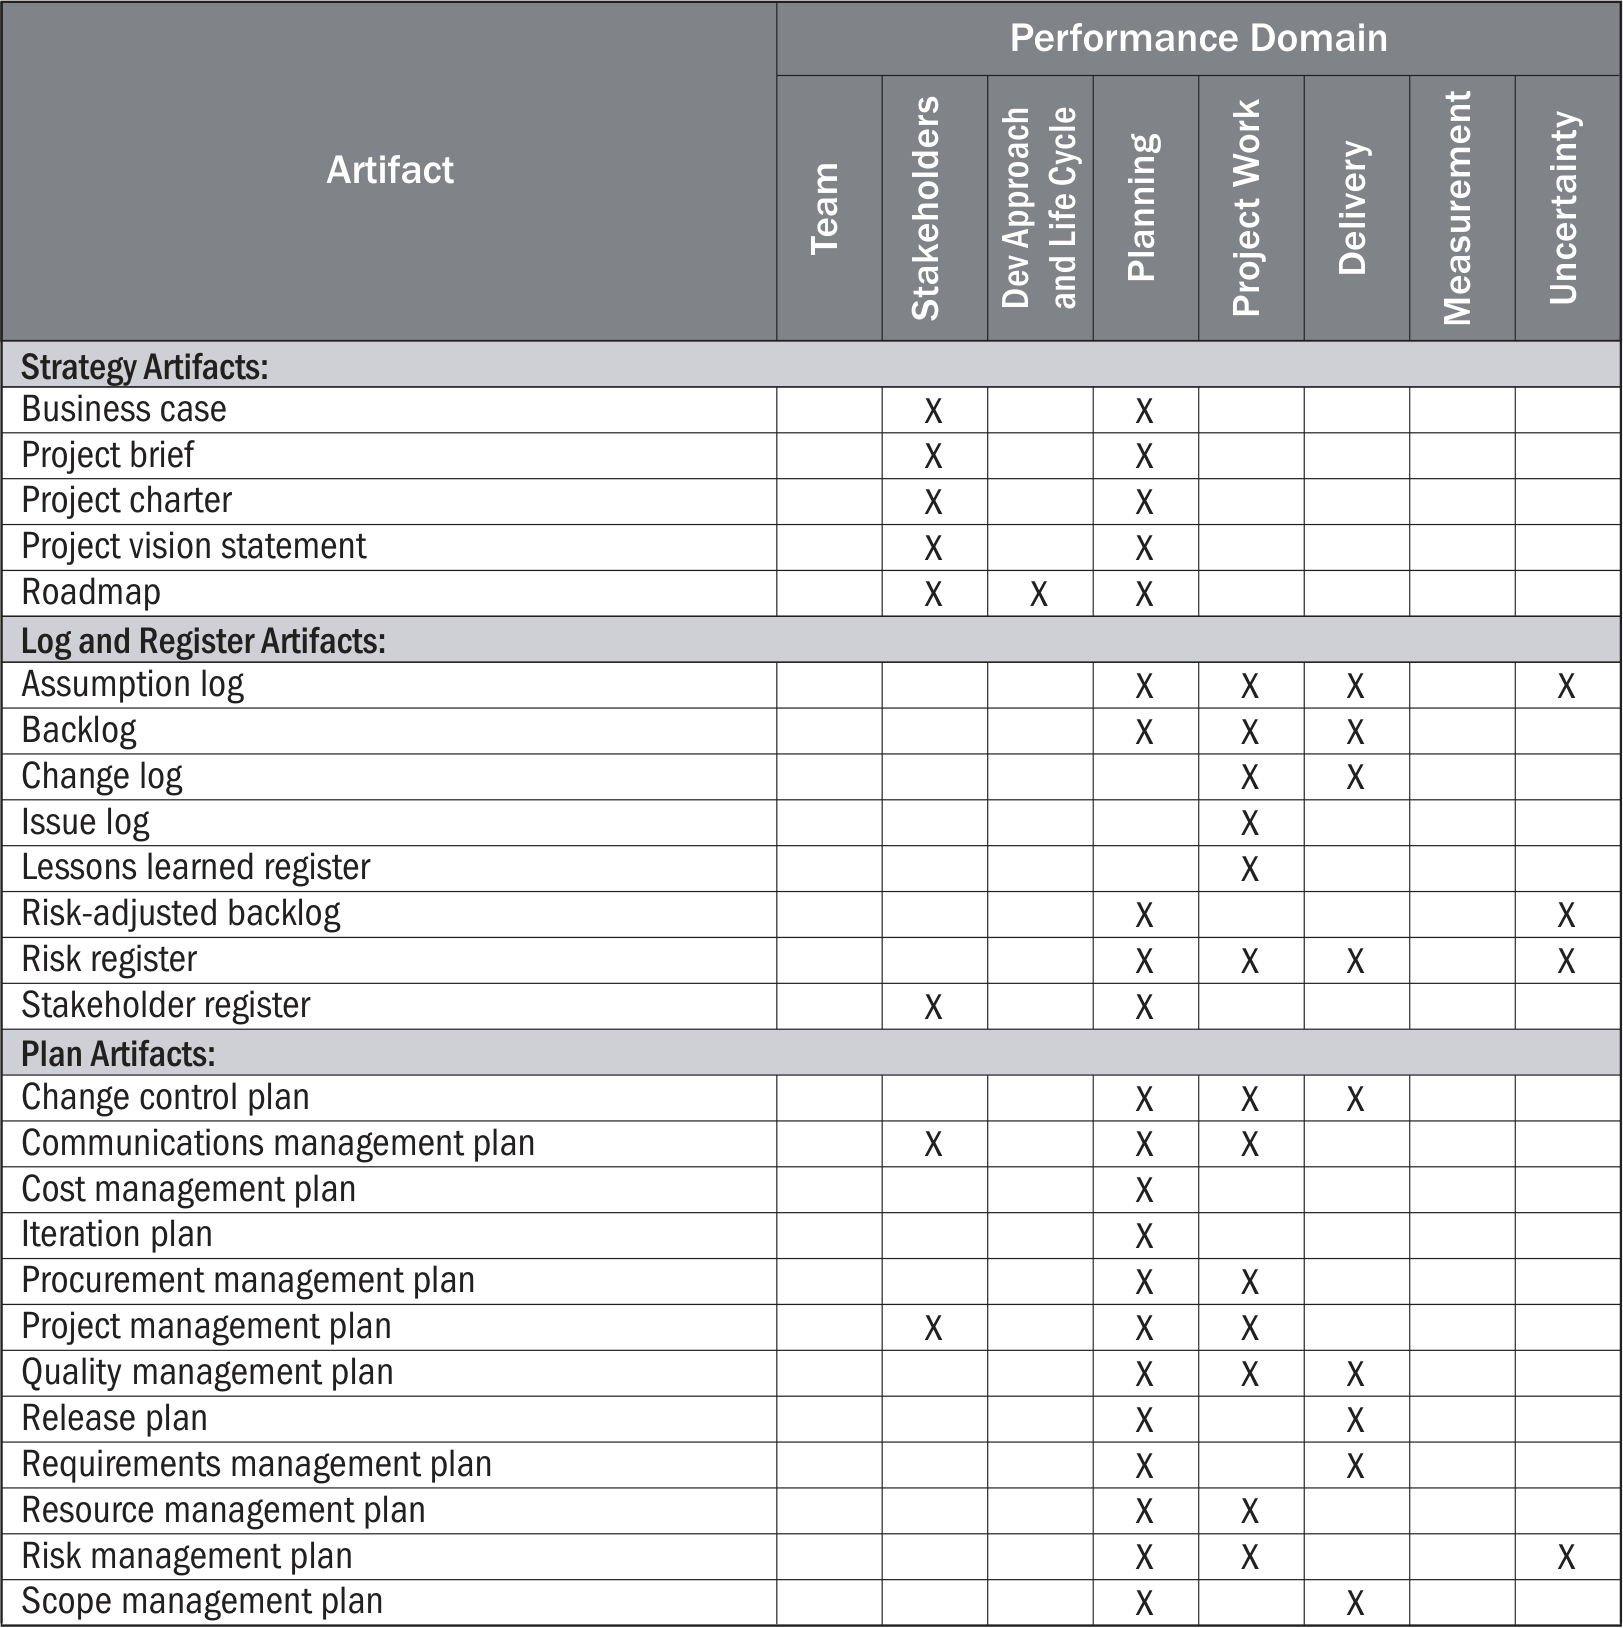 Performance Domain
Artifact
Team
Stakeholders
Dev Approach
and Life Cycle
Planning
Project Work
Delivery
Measurement
Uncertainty
Strategy Artifacts:
Business case X X
Project brief X X
Project charter X X
Project vision statement X X
Roadmap X X X
Log and Register Artifacts:
Assumption log X X X X
Backlog X X X
Change log X X
Issue log X
Lessons learned register X
Risk-adjusted backlog X X
Risk register X X X X
Stakeholder register X X
Plan Artifacts:
Change control plan X X X
Communications management plan X X X
Cost management plan X
Iteration plan X
Procurement management plan X X
Project management plan X X X
Quality management plan X X X
Release plan X X
Requirements management plan X X
Resource management plan X X
Risk management plan X X X
Scope management plan X X